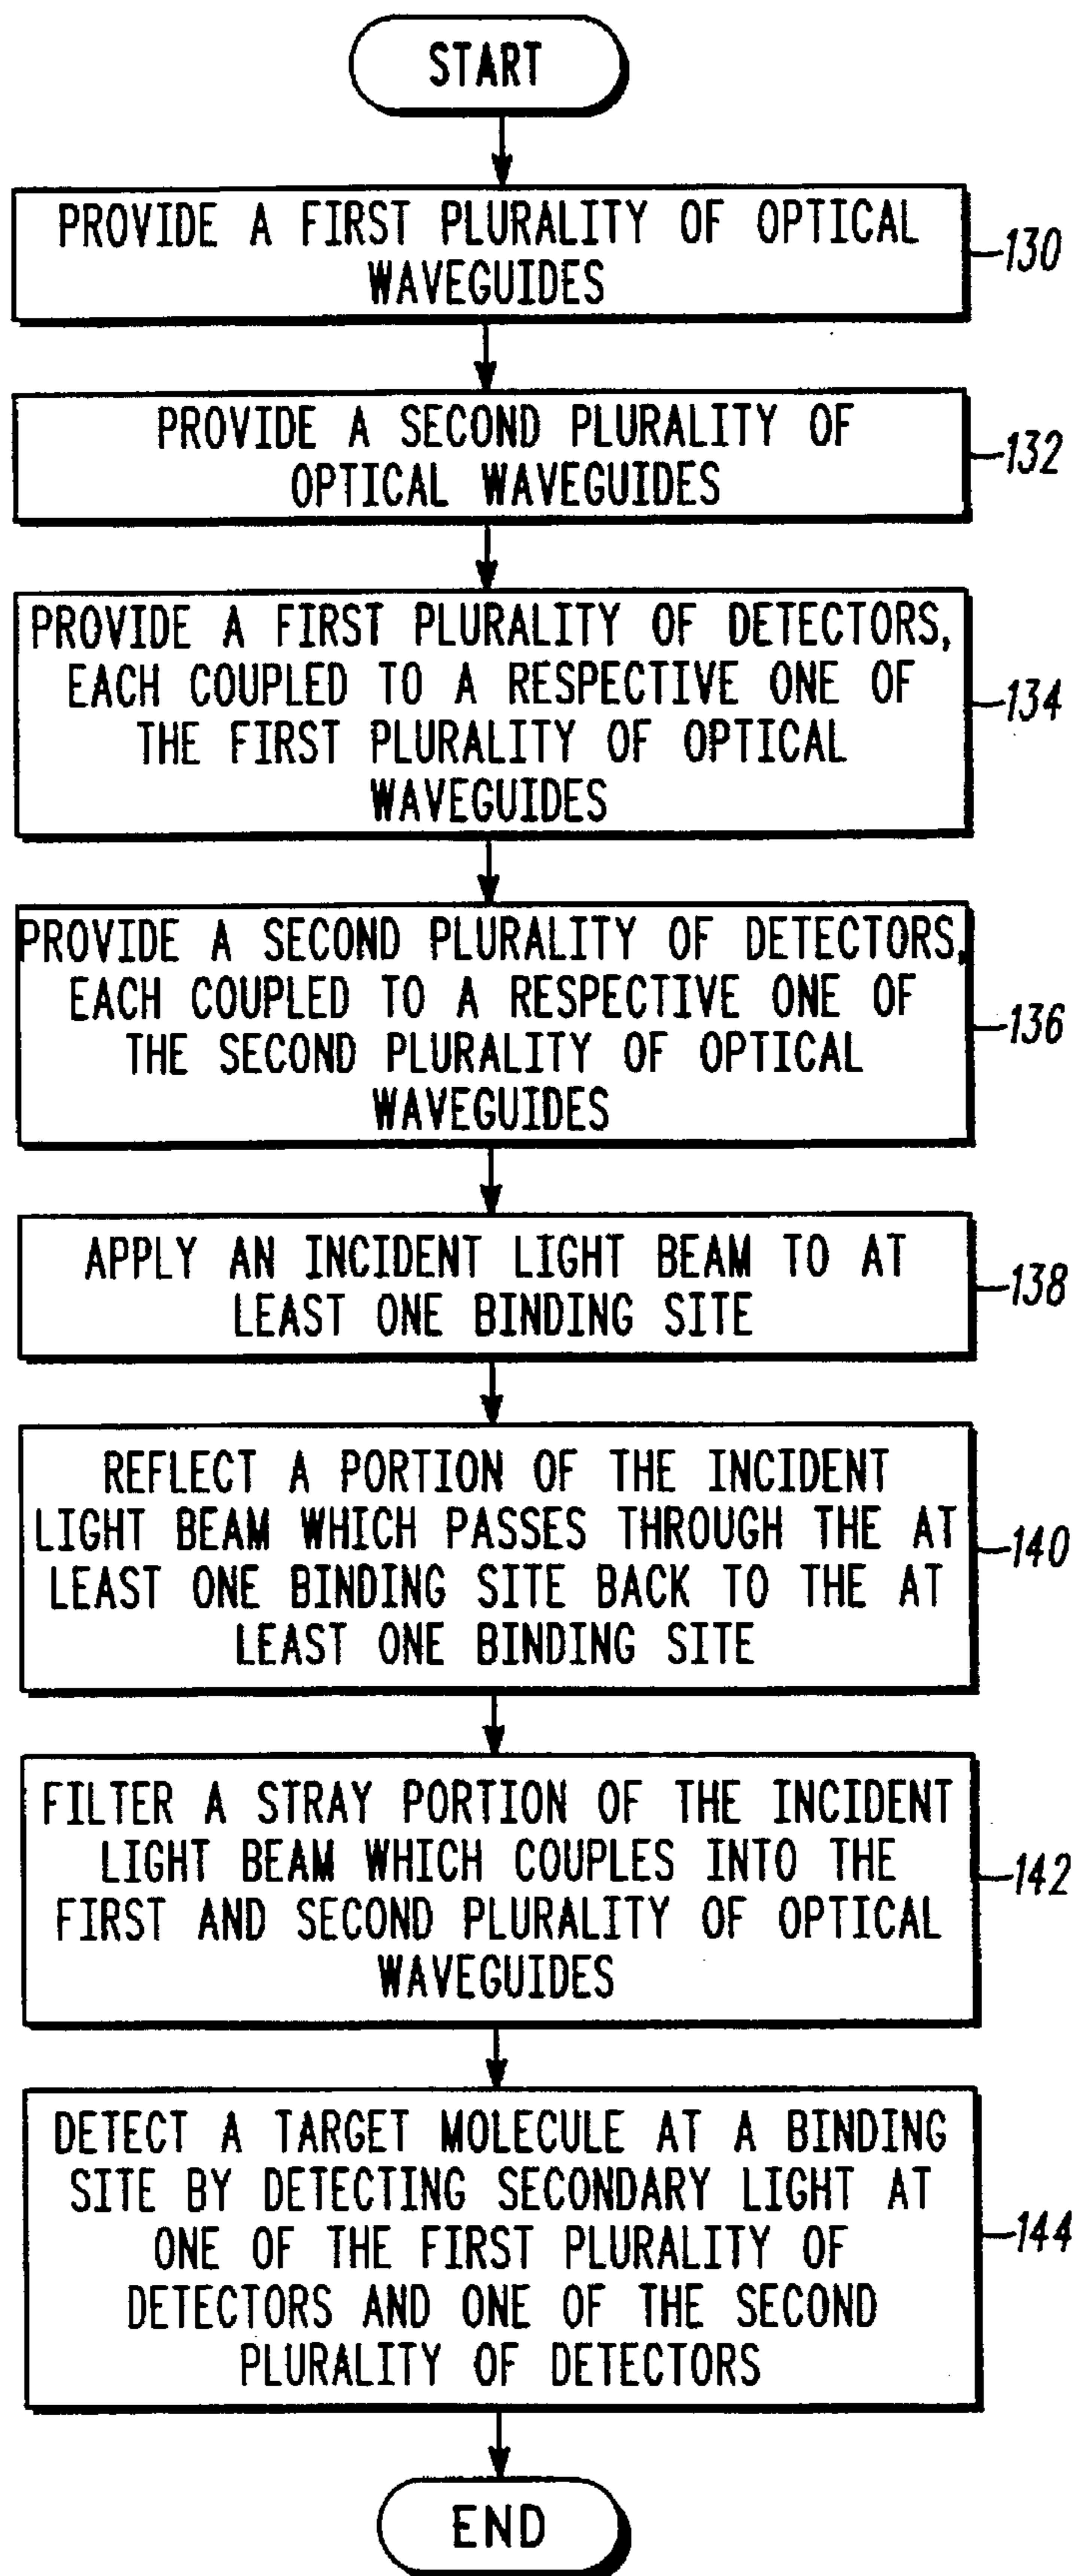 START
PROVIDE A FIRST PLURALITY OF OPTICAL
WAVEGUIDES
130
PROVIDE A SECOND PLURALITY OF
OPTICAL WAVEGUIDES
132
PROVIDE A FIRST PLURALITY OF DETECTORS,
EACH COUPLED TO A RESPECTIVE ONE OF
THE FIRST PLURALITY OF OPTICAL
WAVEGUIDES
134
PROVIDE A SECOND PLURALITY OF DETECTORS,
EACH COUPLED TO A RESPECTIVE ONE OF
THE SECOND PLURALITY OF OPTICAL
WAVEGUIDES
136
APPLY AN INCIDENT LIGHT BEAM TO AT
LEAST ONE BINDING SITE
138
REFLECT A PORTION OF THE INCIDENT
LIGHT BEAM WHICH PASSES THROUGH THE AT
LEAST ONE BINDING SITE BACK TO THE AT
LEAST ONE BINDING SITE
140
FILTER A STRAY PORTION OF THE INCIDENT
LIGHT BEAM WHICH COUPLES INTO THE
FIRST AND SECOND PLURALITY OF OPTICAL
WAVEGUIDES
142
DETECT A TARGET MOLECULE AT A BINDING
SITE BY DETECTING SECONDARY LIGHT AT
ONE OF THE FIRST PLURALITY OF
DETECTORS AND ONE OF THE SECOND
PLURALITY OF DETECTORS
144
END